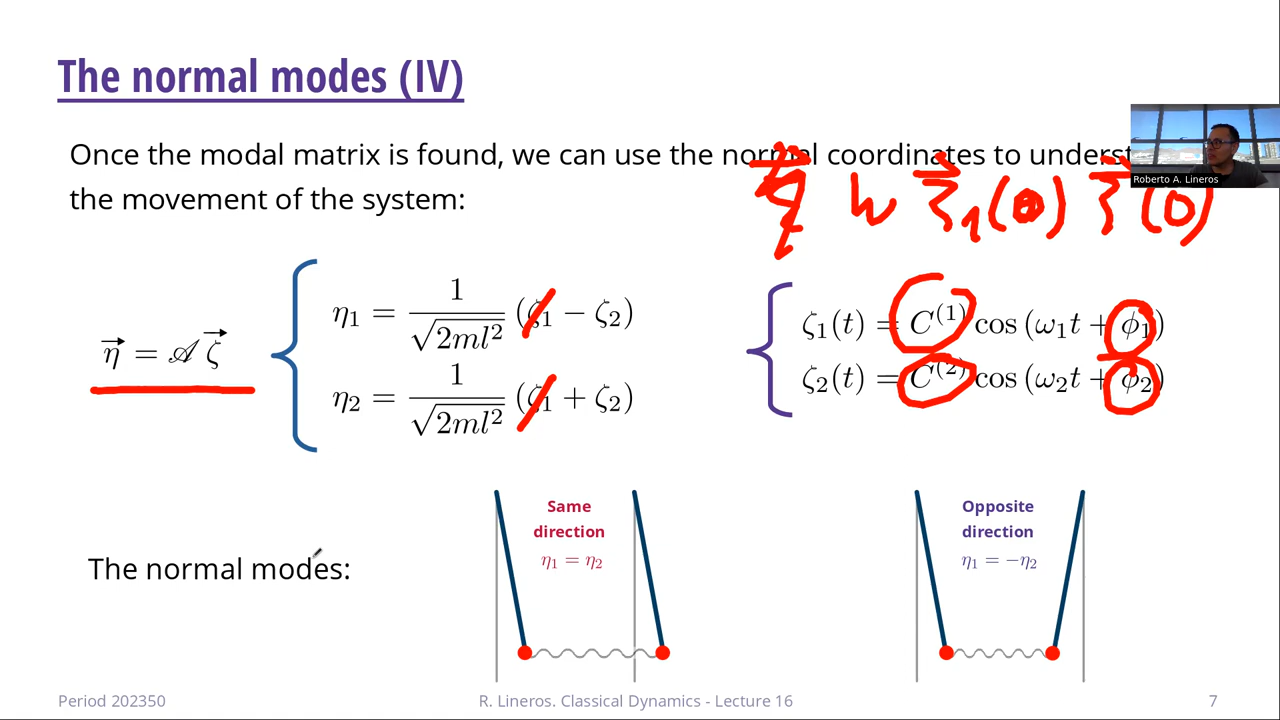 The normal modes (IV)
Once the modal matrix is found, we can use the normal coordinates to underst
the movement of the system:
Roberto A. Lineros
ζ₁(0) ζ(0)
η⃗ = 𝒜 ζ⃗
η₁ = 1/√(2ml²) (ζ₁ − ζ₂)
η₂ = 1/√(2ml²) (ζ₁ + ζ₂)
ζ₁(t) = C⁽¹⁾ cos (ω₁t + ϕ₁)
ζ₂(t) = C⁽²⁾ cos (ω₂t + ϕ₂)
The normal modes:
Same
direction
η₁ = η₂
Opposite
direction
η₁ = −η₂
Period 202350
R. Lineros. Classical Dynamics - Lecture 16
7